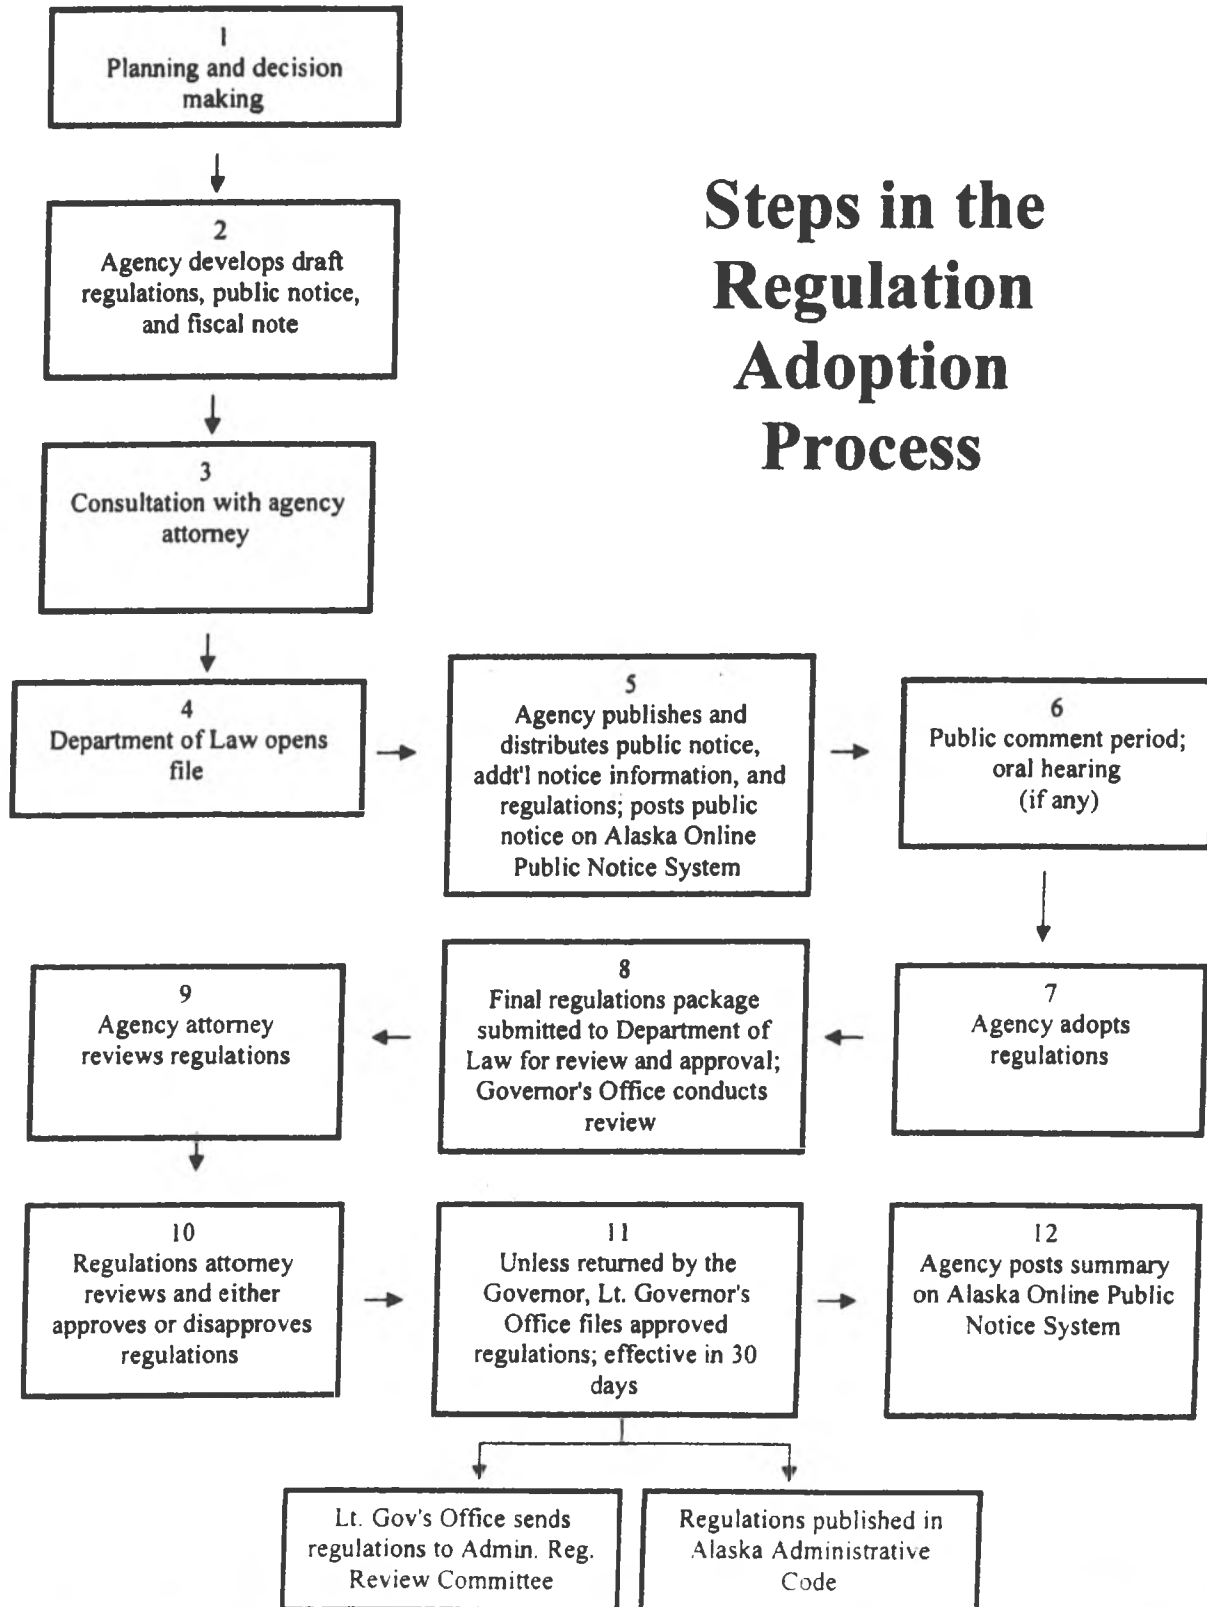 1
Planning and decision
making
2
Agency develops draft
regulations, public notice,
and fiscal note
Steps in the
Regulation
Adoption
Process
3
Consultation with agency
attorney
4
Department of Law opens
file
5
Agency publishes and
distributes public notice,
addt'l notice information, and
regulations; posts public
notice on Alaska Online
Public Notice System
6
Public comment period;
oral hearing
(if any)
7
Agency adopts
regulations
8
Final regulations package
submitted to Department of
Law for review and approval;
Governor's Office conducts
review
9
Agency attorney
reviews regulations
10
Regulations attorney
reviews and either
approves or disapproves
regulations
11
Unless returned by the
Governor, Lt. Governor's
Office files approved
regulations; effective in 30
days
12
Agency posts summary
on Alaska Online Public
Notice System
Lt. Gov's Office sends
regulations to Admin. Reg.
Review Committee
Regulations published in
Alaska Administrative
Code